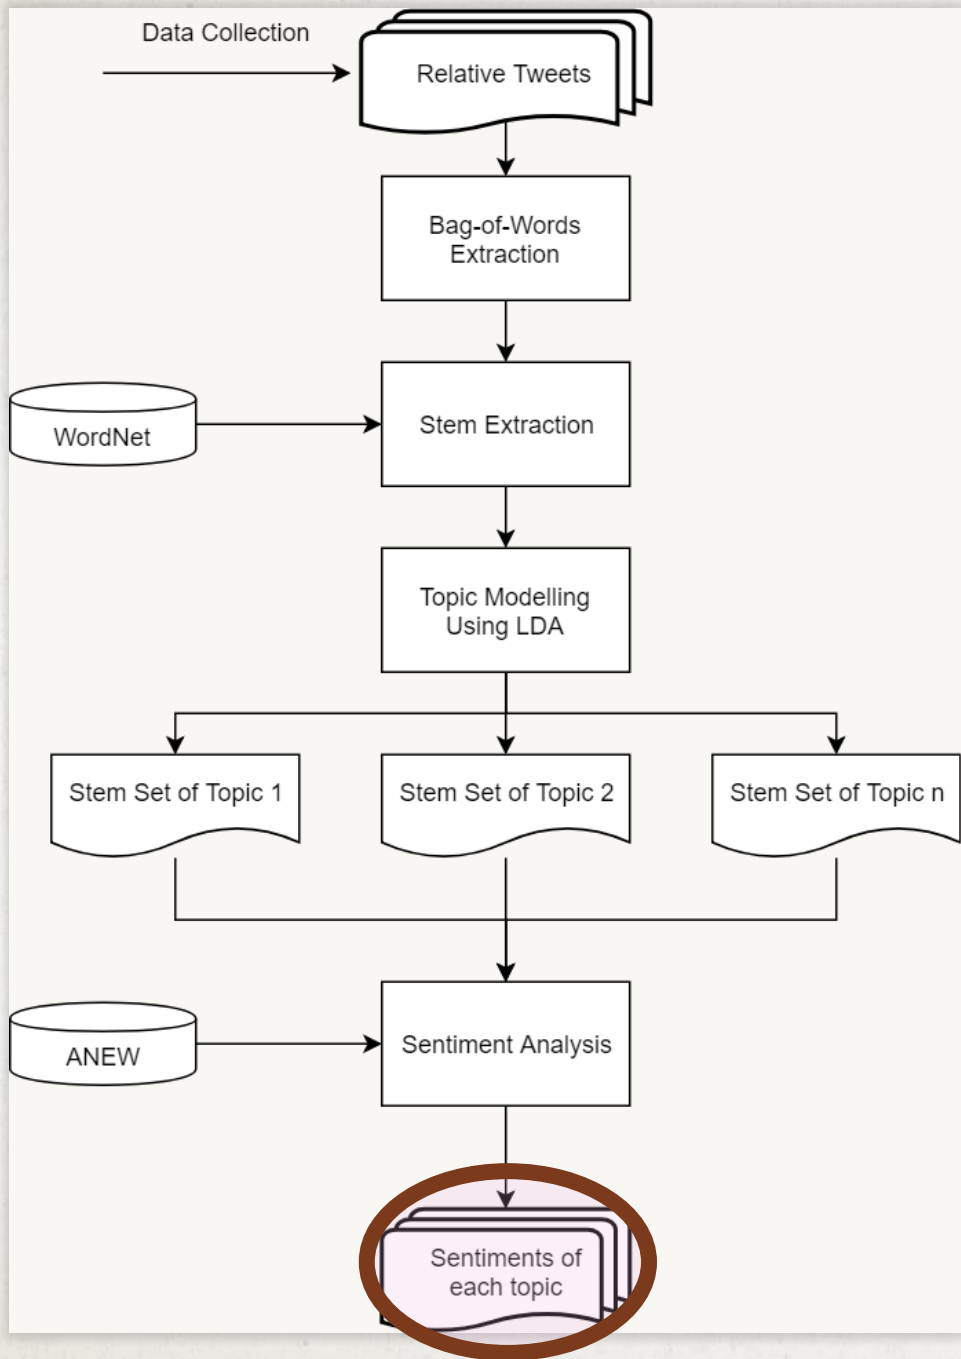 Data Collection
Relative Tweets
Bag-of-Words
Extraction
WordNet
Stem Extraction
Topic Modelling
Using LDA
Stem Set of Topic 1
Stem Set of Topic 2
Stem Set of Topic n
ANEW
Sentiment Analysis
Sentiments of
each topic